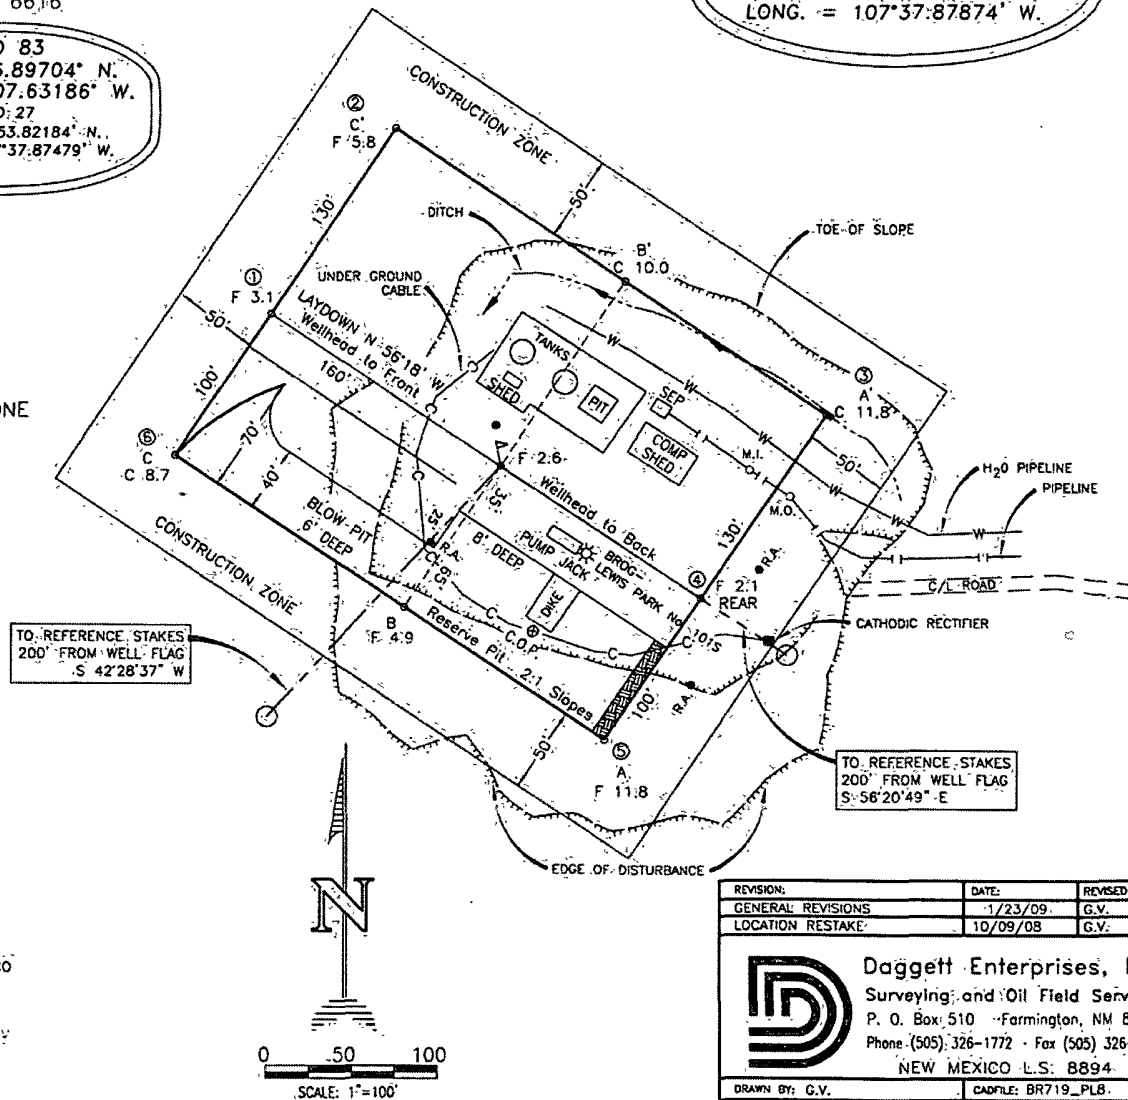 6616
LONG. = 107°37.87874' W.
83
.89704° N.
07.63186° W.
27
53.82184' N.
37.87479' W.
CONSTRUCTION ZONE
②
C'
F 5.8
130'
50'
DITCH
TOE OF SLOPE
B'
C 10.0
①
F 3.1
UNDER GROUND
CABLE
LAYDOWN N 56°18' W
Wellhead to Front
50'
160'
100'
TANKS
SHED
PIT
SEP
COMP
SHED
W
W
W
W
W
W
M.I.
M.O.
③
A'
C 11.8
50'
H₂O PIPELINE
PIPELINE
ONE
⑥
C
C 8.7
70'
40'
F 2.6
35'
25'
Wellhead to Back
130'
BLOW PIT
6' DEEP
8' DEEP
PUMP JACK
BROG-
LEWIS PARK No. 101S
R.A.
DIKE
C.O.P.
C
C
C
C
C
④
F 2.1
REAR
R.A.
C/L ROAD
CATHODIC RECTIFIER
CONSTRUCTION ZONE
B
F 4.9
Reserve Pit 2:1 Slopes
100'
R.A.
TO REFERENCE STAKES
200' FROM WELL FLAG
S 42°28'37" W
50'
⑤
A
F 11.8
TO REFERENCE STAKES
200' FROM WELL FLAG
S 56°20'49" E
EDGE OF DISTURBANCE
N
0 50 100
SCALE: 1"=100'
REVISION: DATE: REVISED
GENERAL REVISIONS 1/23/09 G.V.
LOCATION RESTAKE 10/09/08 G.V.
Daggett Enterprises,
Surveying and Oil Field Serv
P. O. Box 510 · Farmington, NM 8
Phone (505) 326-1772 · Fax (505) 326-
NEW MEXICO L.S. 8894
DRAWN BY: G.V. CADFILE: BR719_PL8